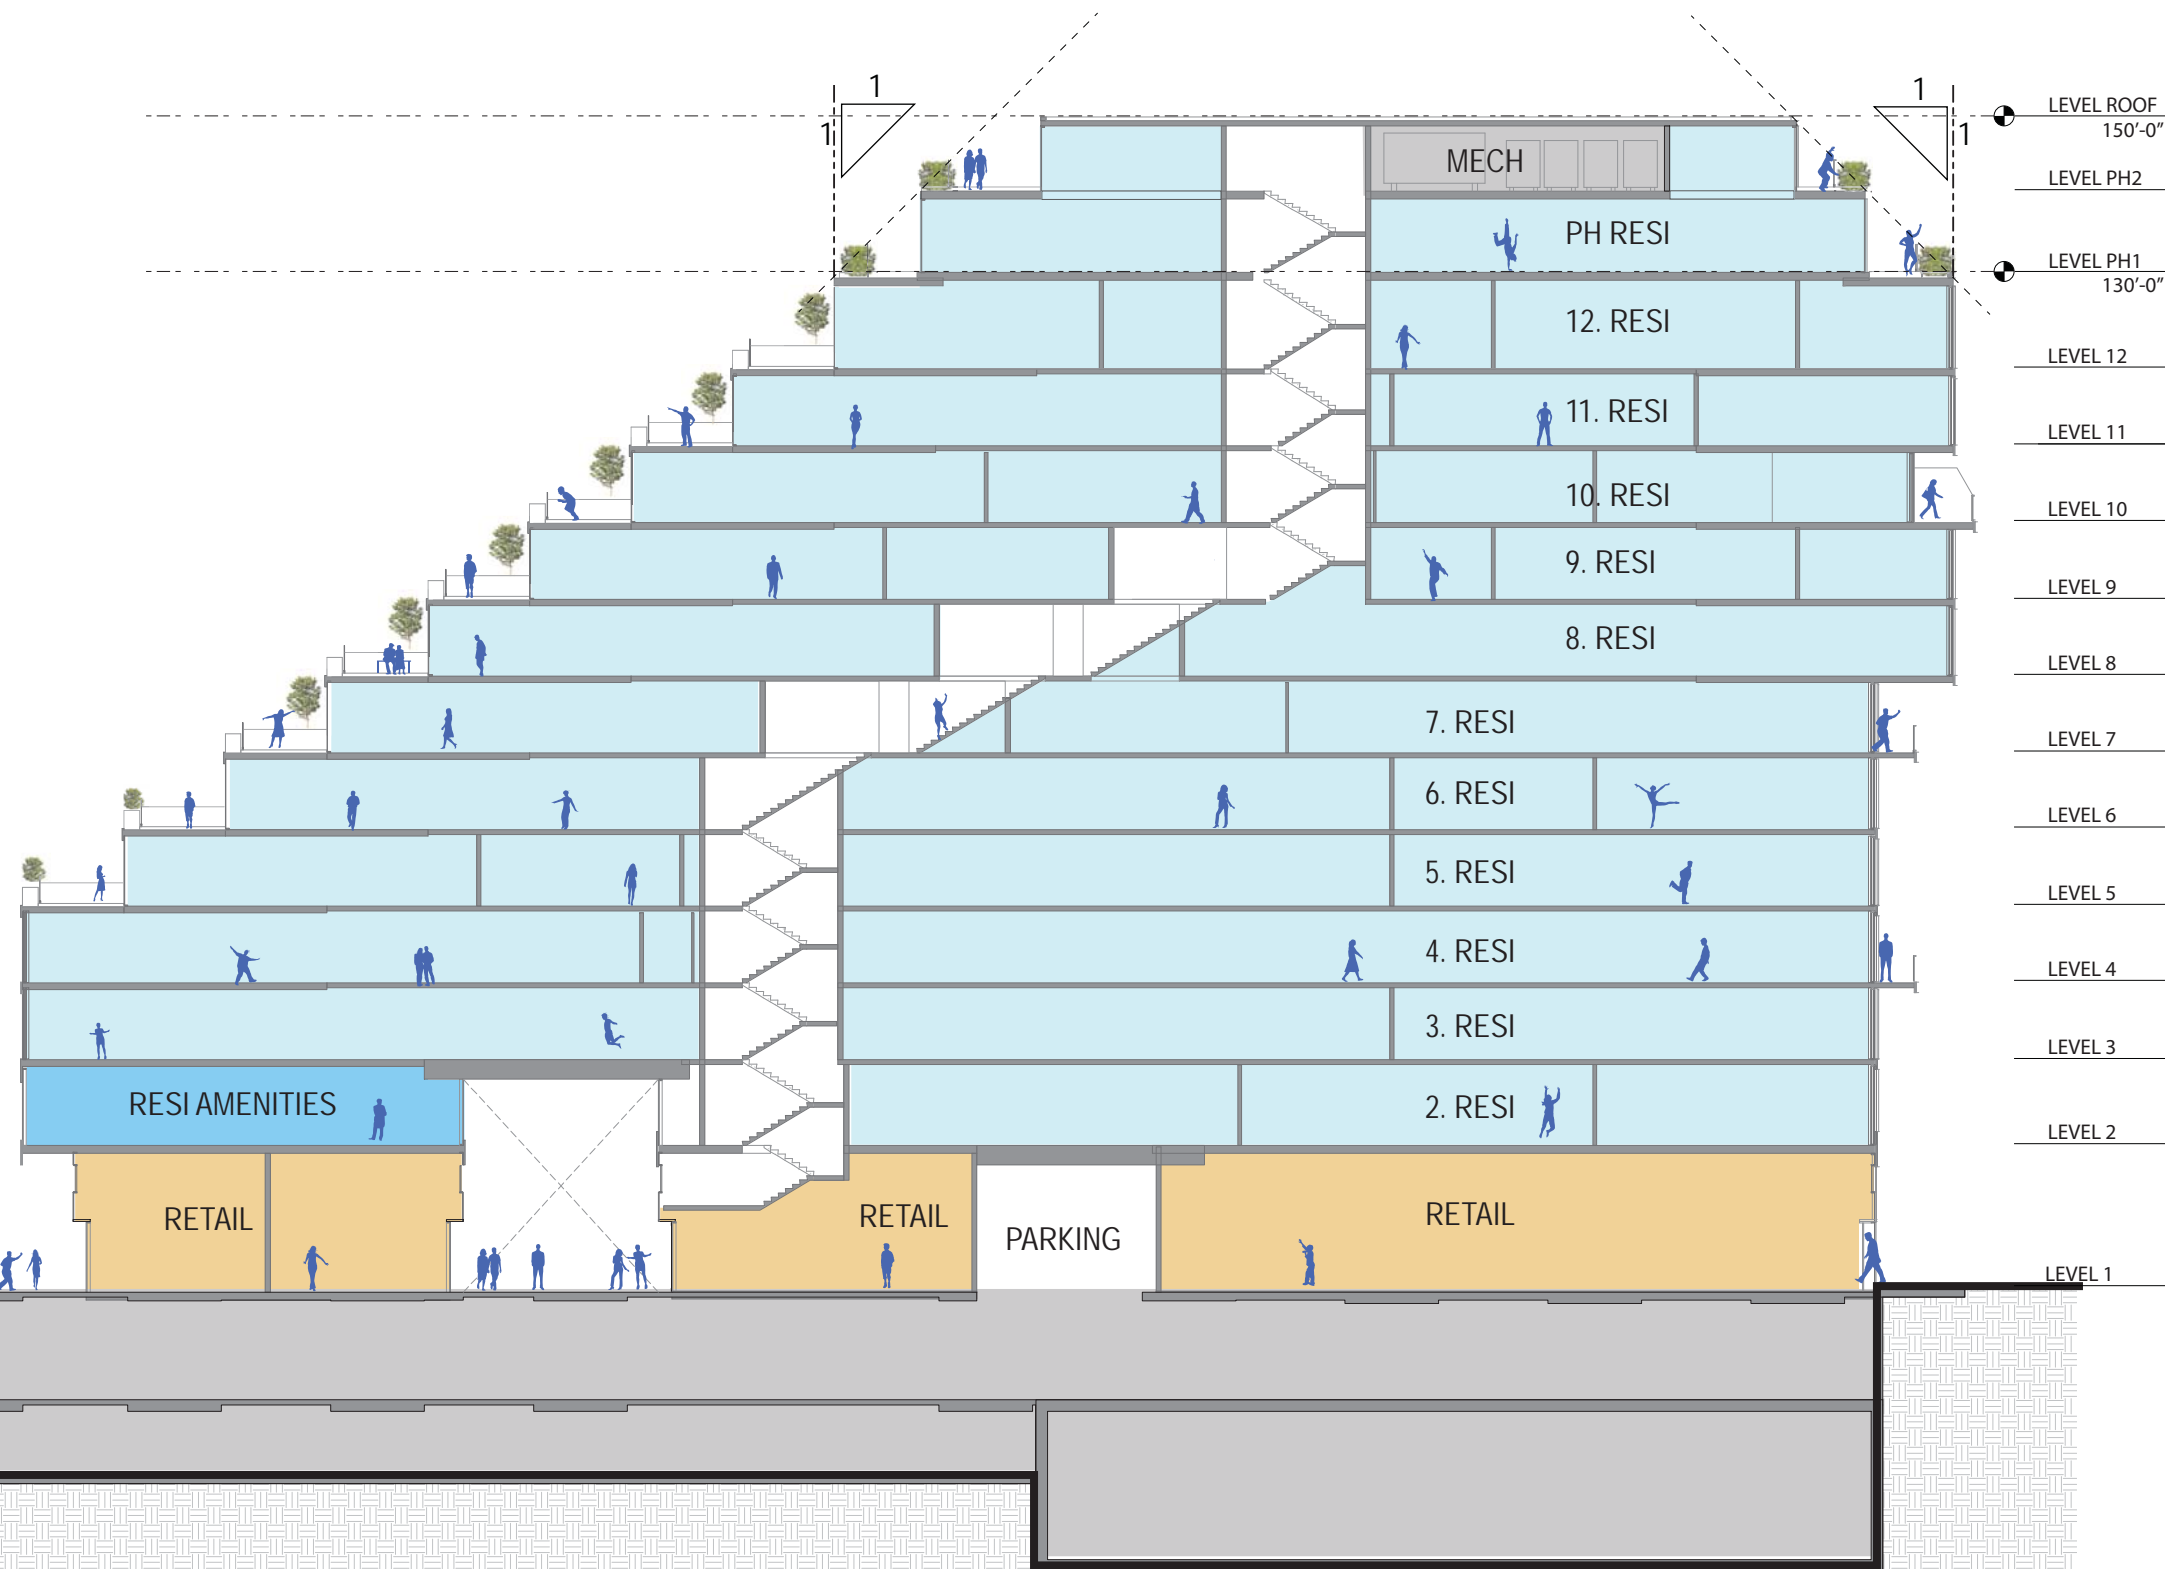 1
1
LEVEL ROOF
1
1
150'-0"
MECH
LEVEL PH2
PH RESI
LEVEL PH1
130'-0"
12. RESI
LEVEL 12
11. RESI
LEVEL 11
10. RESI
LEVEL 10
9. RESI
LEVEL 9
8. RESI
LEVEL 8
7. RESI
LEVEL 7
6. RESI
LEVEL 6
5. RESI
LEVEL 5
4. RESI
LEVEL 4
3. RESI
LEVEL 3
RESI AMENITIES
2. RESI
LEVEL 2
RETAIL
RETAIL
RETAIL
PARKING
LEVEL 1